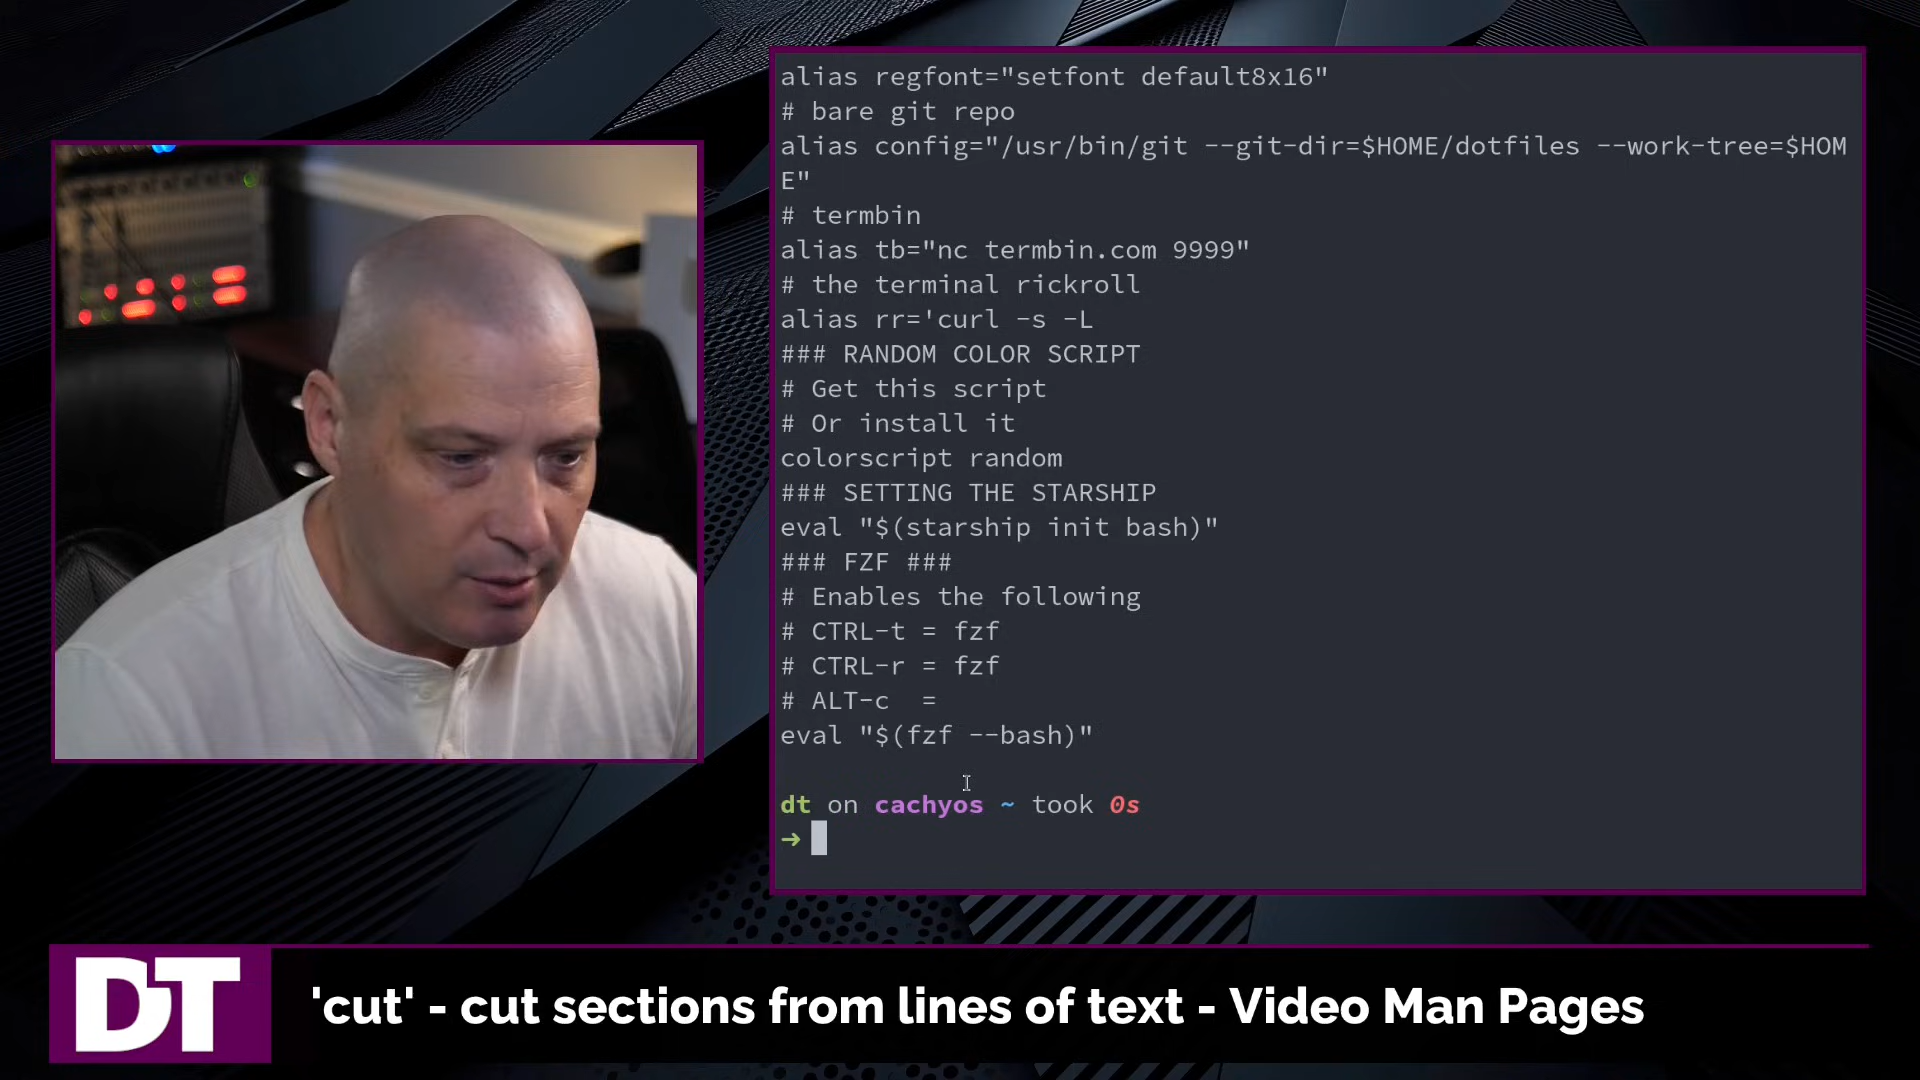 alias regfont="setfont default8x16"
# bare git repo
alias config="/usr/bin/git --git-dir=$HOME/dotfiles --work-tree=$HOM
E"
# termbin
alias tb="nc termbin.com 9999"
# the terminal rickroll
alias rr='curl -s -L
### RANDOM COLOR SCRIPT
# Get this script
# Or install it
colorscript random
### SETTING THE STARSHIP
eval "$(starship init bash)"
### FZF ###
# Enables the following
# CTRL-t = fzf
# CTRL-r = fzf
# ALT-c  =
eval "$(fzf --bash)"
dt on cachyos ~ took 0s
➜
DT
'cut' - cut sections from lines of text - Video Man Pages